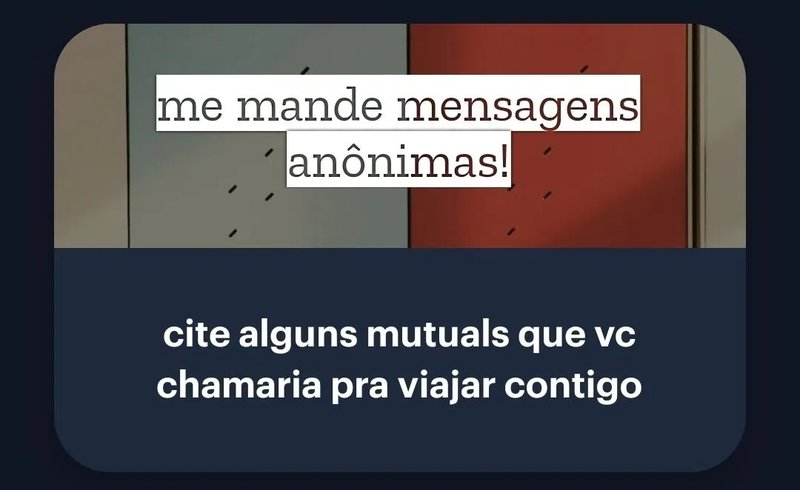 me mande mensagens
anônimas!
cite alguns mutuals que vc
chamaria pra viajar contigo